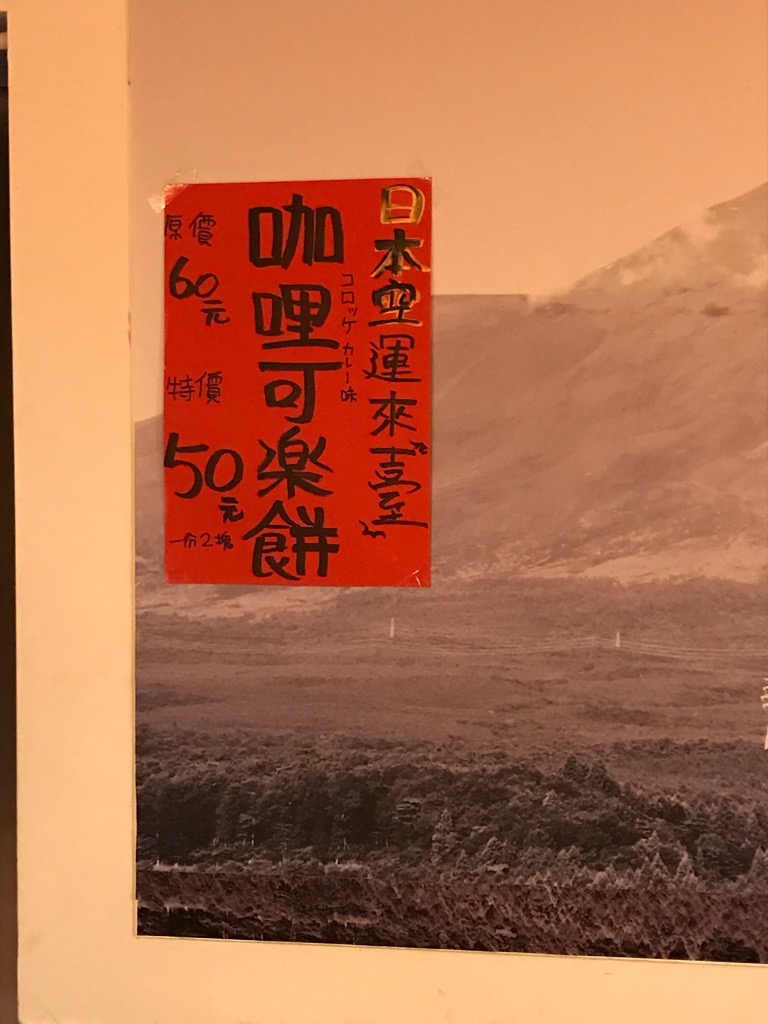 日本空運來臺
咖哩可楽餅
コロッケカレー味
原價
60元
特價
50元
一份2塊